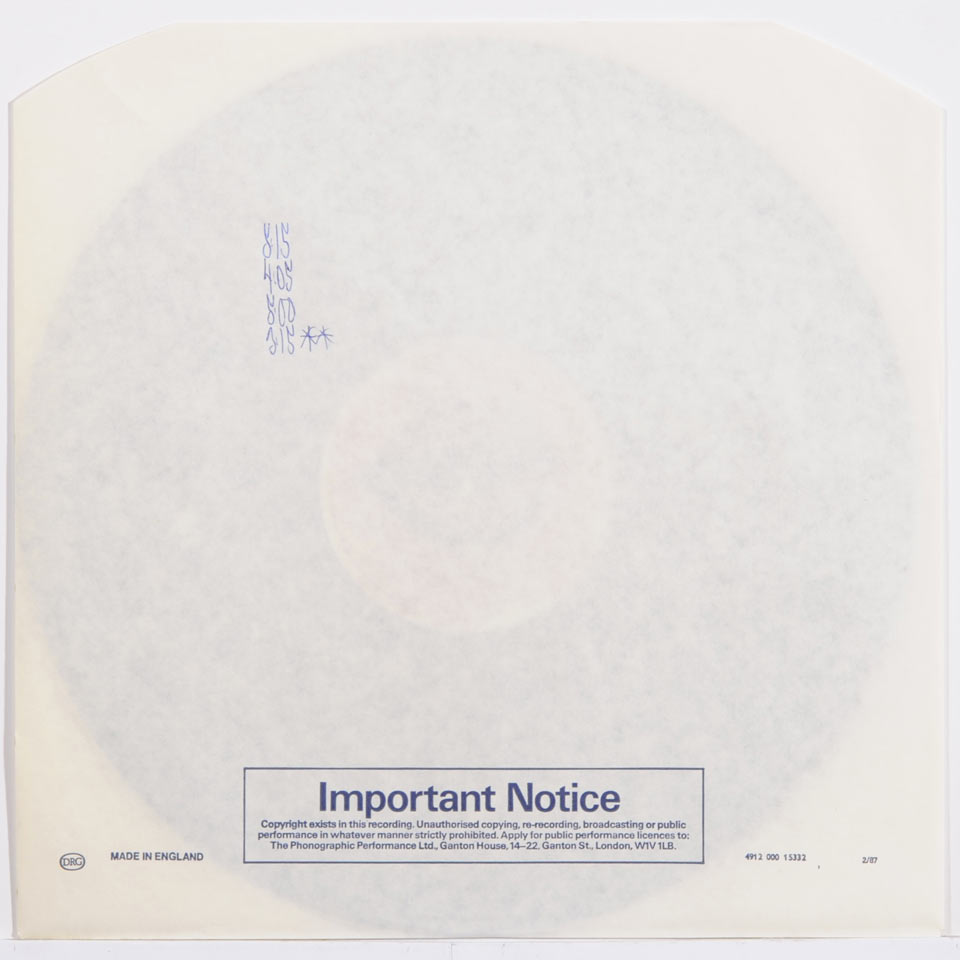 8 15
4.05
8.00
2 15 **
Important Notice
Copyright exists in this recording. Unauthorised copying, re-recording, broadcasting or public
performance in whatever manner strictly prohibited. Apply for public performance licences to:
The Phonographic Performance Ltd., Ganton House, 14–22, Ganton St., London, W1V 1LB.
DRG MADE IN ENGLAND 4912 000 15332 2/87